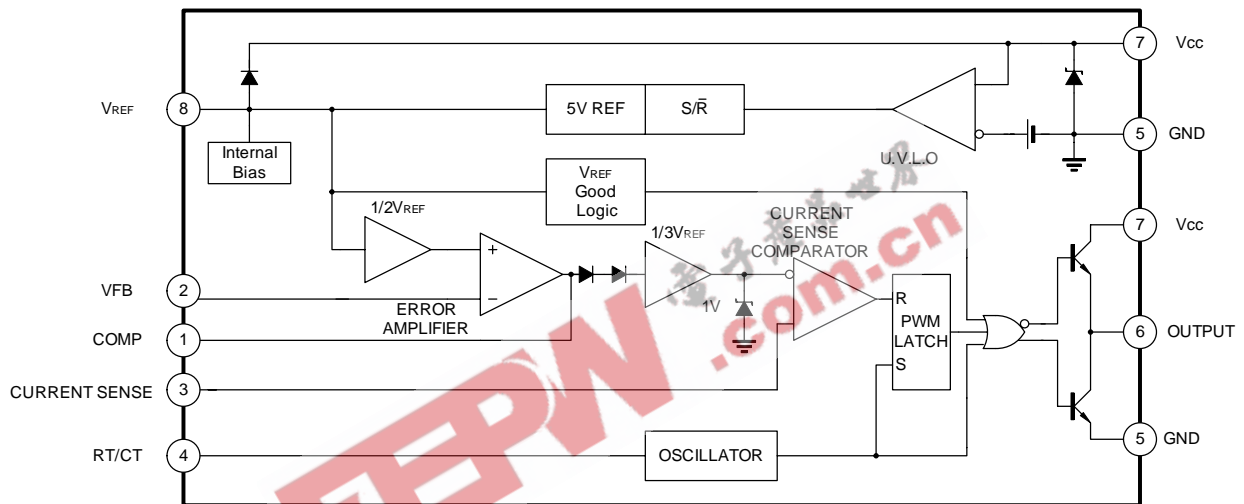 7
Vcc
VREF
8
5V REF
S/R̅
5
GND
Internal
Bias
U.V.L.O
VREF
Good
Logic
1/2VREF
1/3VREF
CURRENT
SENSE
COMPARATOR
7
Vcc
+
−
VFB
2
ERROR
AMPLIFIER
1V
R
PWM
LATCH
S
COMP
1
6
OUTPUT
CURRENT SENSE
3
RT/CT
4
OSCILLATOR
5
GND
EEPW
.com.cn